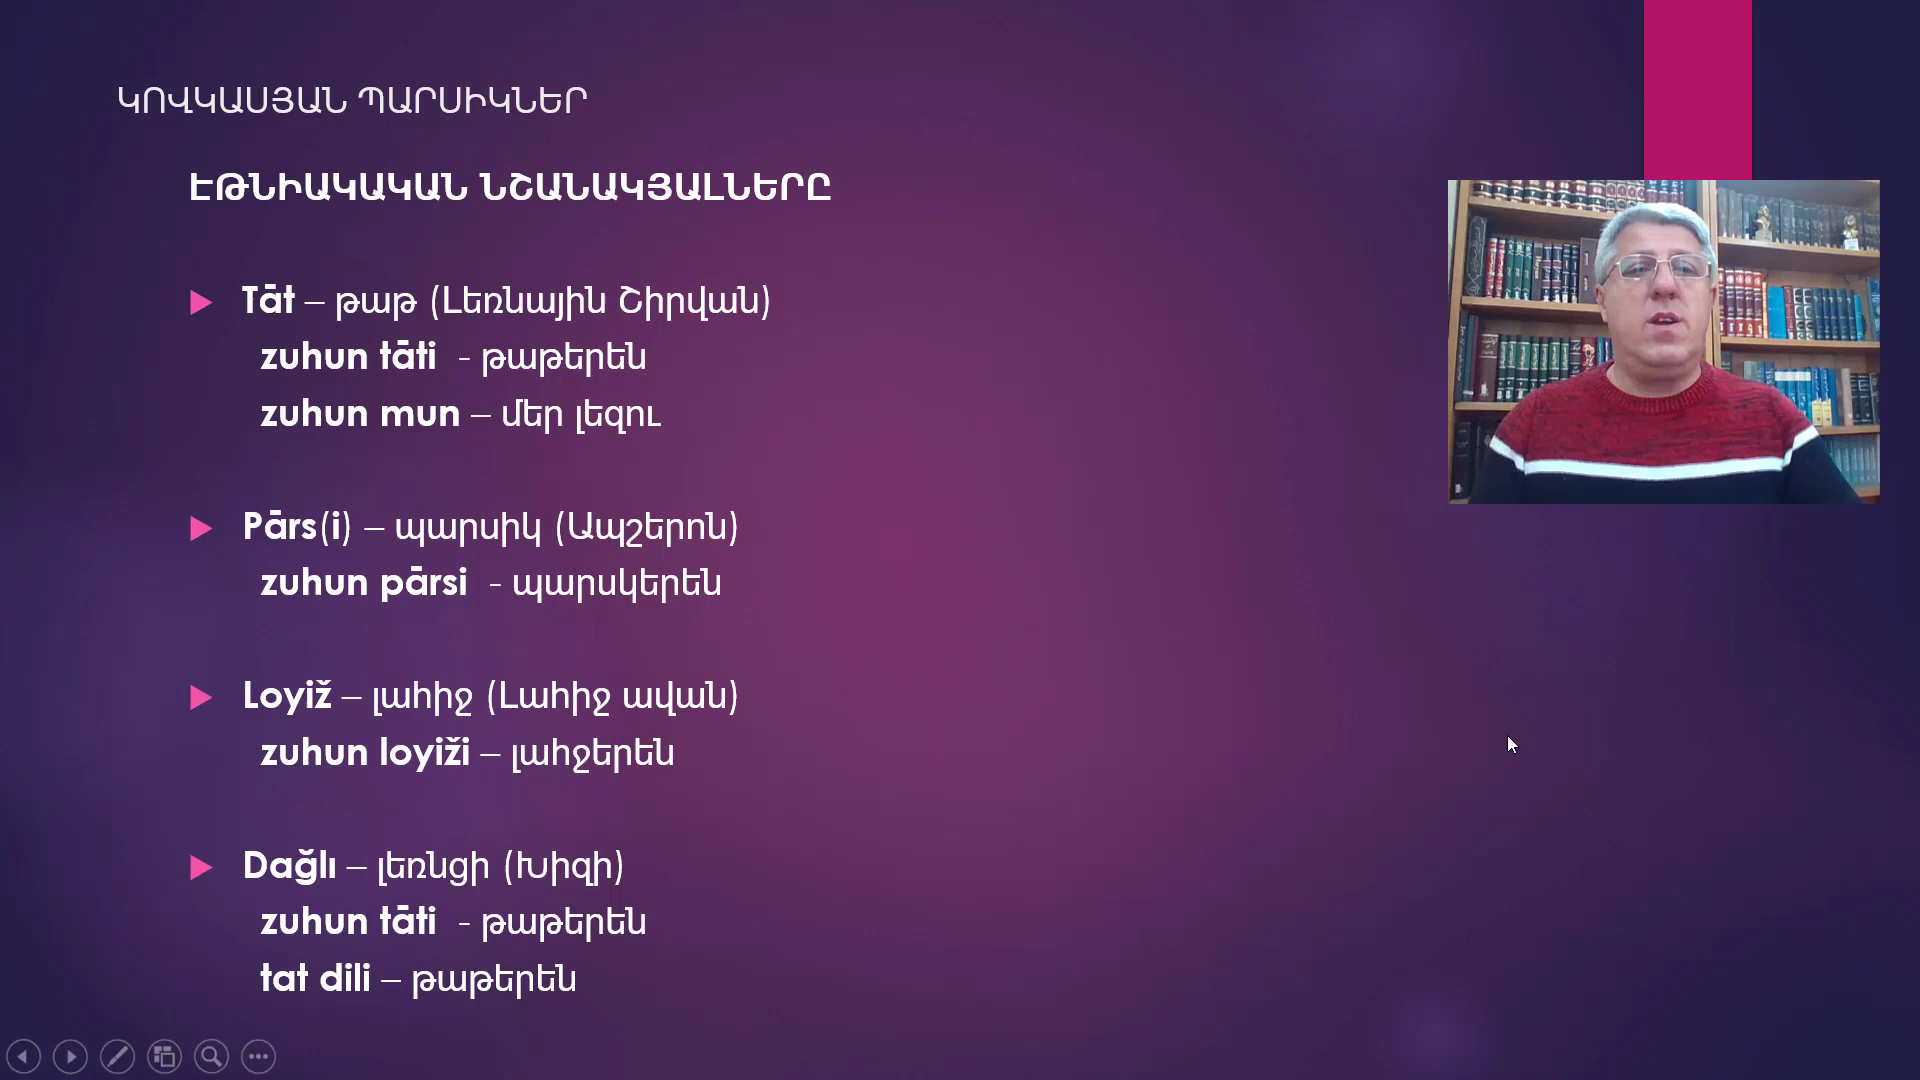 ԿՈՎԿԱՍՅԱՆ ՊԱՐՍԻԿՆԵՐ
ԷԹՆԻԱԿԱԿԱՆ ՆՇԱՆԱԿՅԱԼՆԵՐԸ
Tāt – թաթ (Լեռնային Շիրվան)
zuhun tāti - թաթերեն
zuhun mun – մեր լեզու
Pārs(i) – պարսիկ (Ապշերոն)
zuhun pārsi - պարսկերեն
Loyiž – լահիջ (Լահիջ ավան)
zuhun loyiži – լահջերեն
Dağlı – լեռնցի (Խիզի)
zuhun tāti - թաթերեն
tat dili – թաթերեն